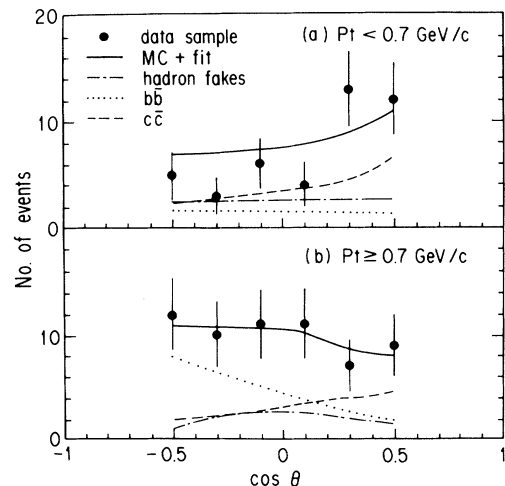 data sample
MC + fit
hadron fakes
bb̄
cc̄
(a) Pt < 0.7 GeV/c
20
10
0
(b) Pt ≥ 0.7 GeV/c
10
0
No. of events
-1 -0.5 0 0.5 1
cos θ